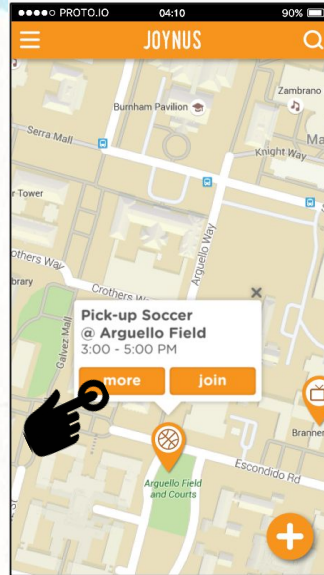 PROTO.IO 04:10 90%
JOYNUS
Zambrano
Burnham Pavilion
Serra Mall
Ma
Knight Way
r Tower
Arguello Way
others Way
brary
Crothers W
Galvez Mall
Pick-up Soccer
@ Arguello Field
3:00 - 5:00 PM
more join
Branner
Escondido Rd
Arguello Field
and Courts